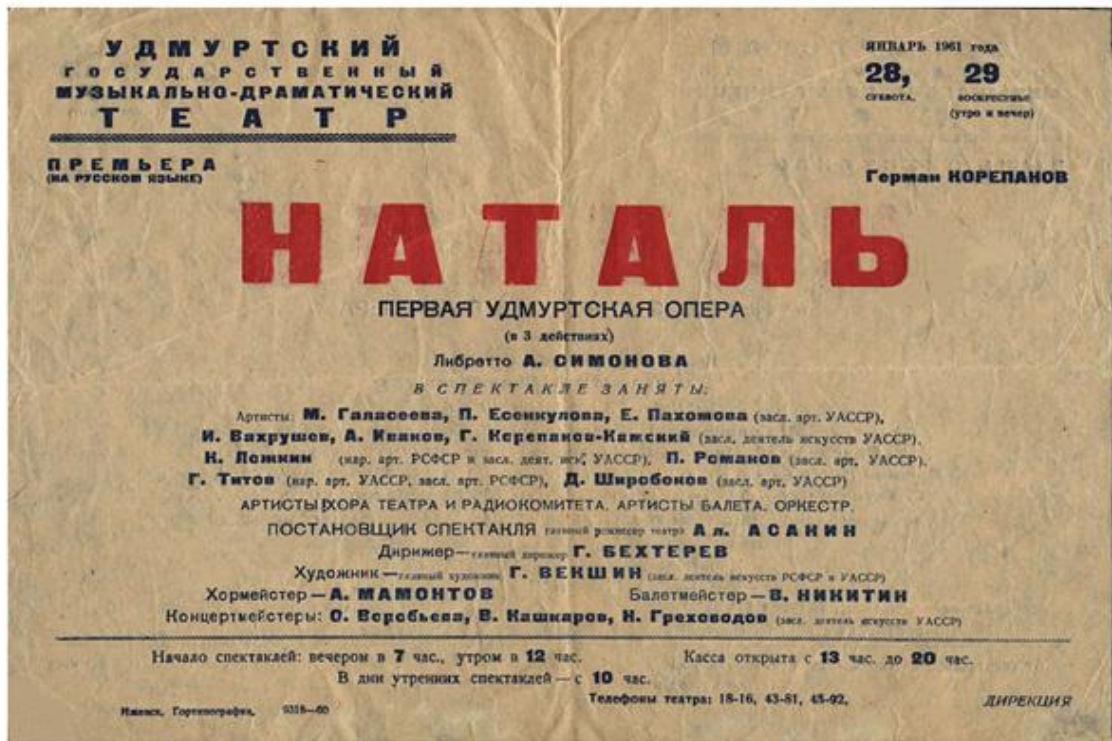 УДМУРТСКИЙ
ГОСУДАРСТВЕННЫЙ
МУЗЫКАЛЬНО-ДРАМАТИЧЕСКИЙ
ТЕАТР
ЯНВАРЬ 1961 года
28, 29
СУББОТА, ВОСКРЕСЕНЬЕ
(утро и вечер)
ПРЕМЬЕРА
(НА РУССКОМ ЯЗЫКЕ)
Герман КОРЕПАНОВ
НАТАЛЬ
ПЕРВАЯ УДМУРТСКАЯ ОПЕРА
(в 3 действиях)
Либретто А. СИМОНОВА
В СПЕКТАКЛЕ ЗАНЯТЫ:
Артисты: М. Галасеева, П. Есенкулова, Е. Пахомова (засл. арт. УАССР),
И. Вахрушев, А. Иванов, Г. Корепанов-Камский (засл. деятель искусств УАССР),
К. Ложкин (нар. арт. РСФСР и засл. деят. иск. УАССР), П. Романов (засл. арт. УАССР),
Г. Титов (нар. арт. УАССР, засл. арт. РСФСР), Д. Широбоков (засл. арт. УАССР)
АРТИСТЫ ХОРА ТЕАТРА И РАДИОКОМИТЕТА. АРТИСТЫ БАЛЕТА. ОРКЕСТР.
ПОСТАНОВЩИК СПЕКТАКЛЯ главный режиссер театра Ал. АСАНИН
Дирижер—главный дирижер Г. БЕХТЕРЕВ
Художник—главный художник Г. ВЕКШИН (засл. деятель искусств РСФСР и УАССР)
Хормейстер—А. МАМОНТОВ Балетмейстер—В. НИКИТИН
Концертмейстеры: О. Воробьева, В. Кашкаров, Н. Греховодов (засл. деятель искусств УАССР)
Начало спектаклей: вечером в 7 час., утром в 12 час. Касса открыта с 13 час. до 20 час.
В дни утренних спектаклей—с 10 час.
Телефоны театра: 18-16, 43-81, 43-92.
ДИРЕКЦИЯ
Ижевск, Гортипография, 9318—60